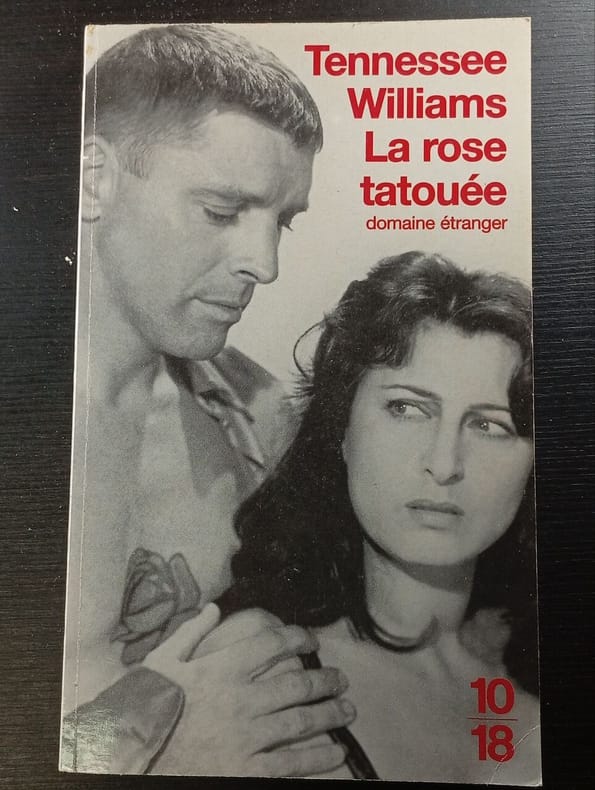 Tennessee
Williams
La rose
tatouée
domaine étranger
10
18